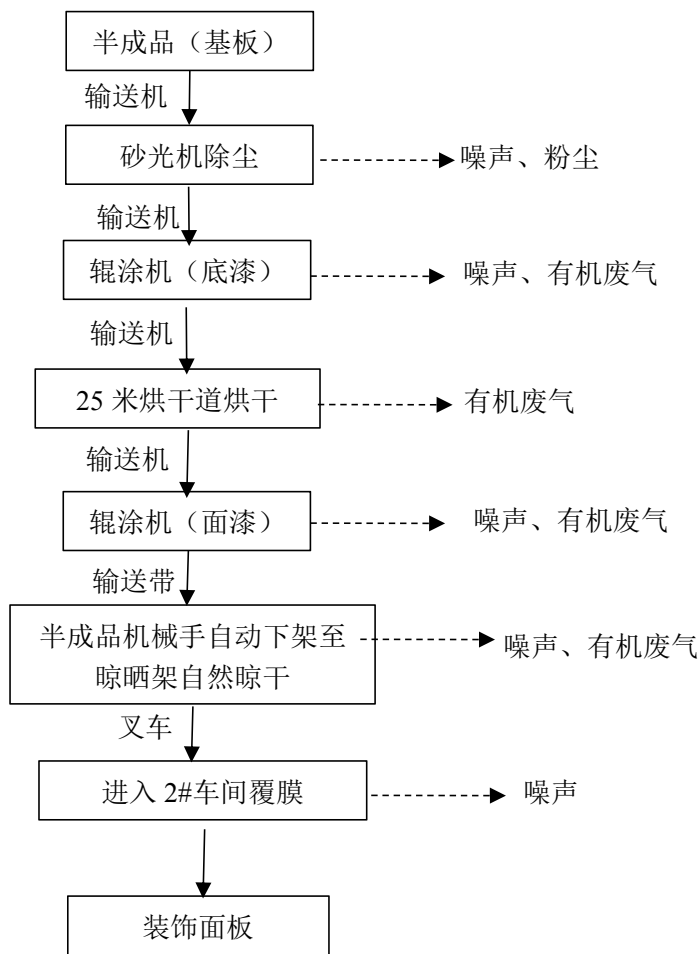 半成品（基板）
输送机
砂光机除尘
噪声、粉尘
输送机
辊涂机（底漆）
噪声、有机废气
输送机
25 米烘干道烘干
有机废气
输送机
辊涂机（面漆）
噪声、有机废气
输送带
半成品机械手自动下架至
晾晒架自然晾干
噪声、有机废气
叉车
进入 2#车间覆膜
噪声
装饰面板